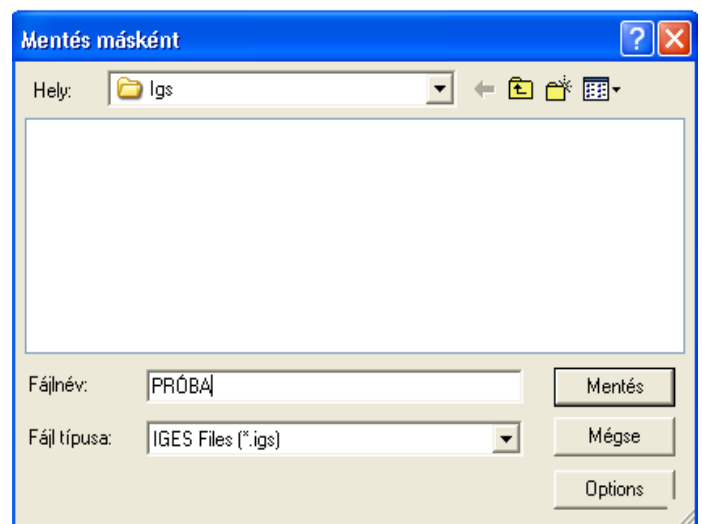 Mentés másként
Hely: Igs
Fájlnév: PRÓBA
Mentés
Fájl típusa: IGES Files (*.igs)
Mégse
Options